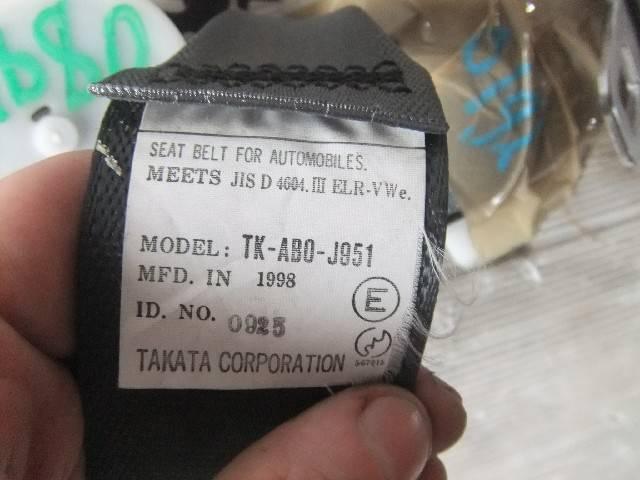 SEAT BELT FOR AUTOMOBILES.
MEETS JIS D 4604. III ELR-VWe.
MODEL: TK-AB0-J951
MFD. IN 1998
E
ID. NO. 0925
TAKATA CORPORATION